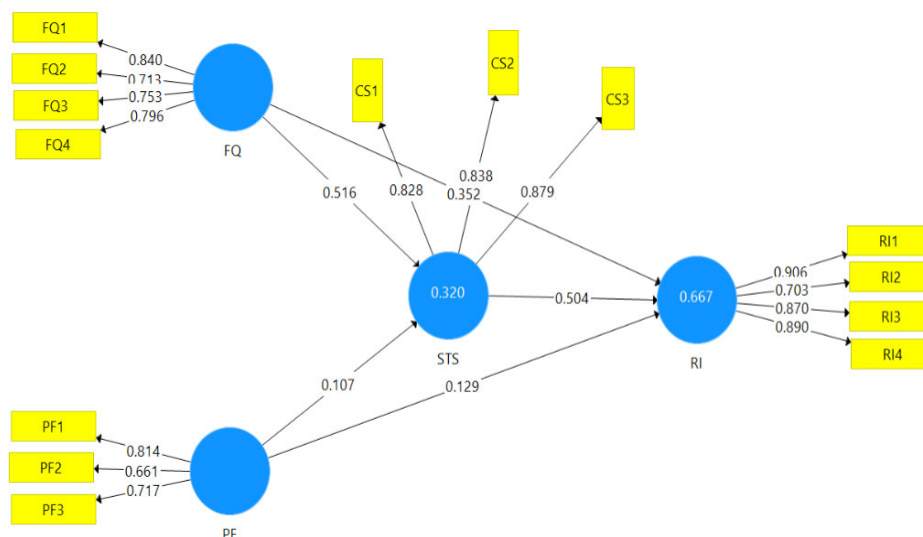 FQ1
FQ2
FQ3
FQ4
0.840
0.713
0.753
0.796
FQ
CS1
CS2
CS3
0.828
0.838
0.879
0.516
0.352
0.320
STS
0.504
0.667
RI
0.906
0.703
0.870
0.890
RI1
RI2
RI3
RI4
0.107
0.129
PF1
PF2
PF3
0.814
0.661
0.717
PF